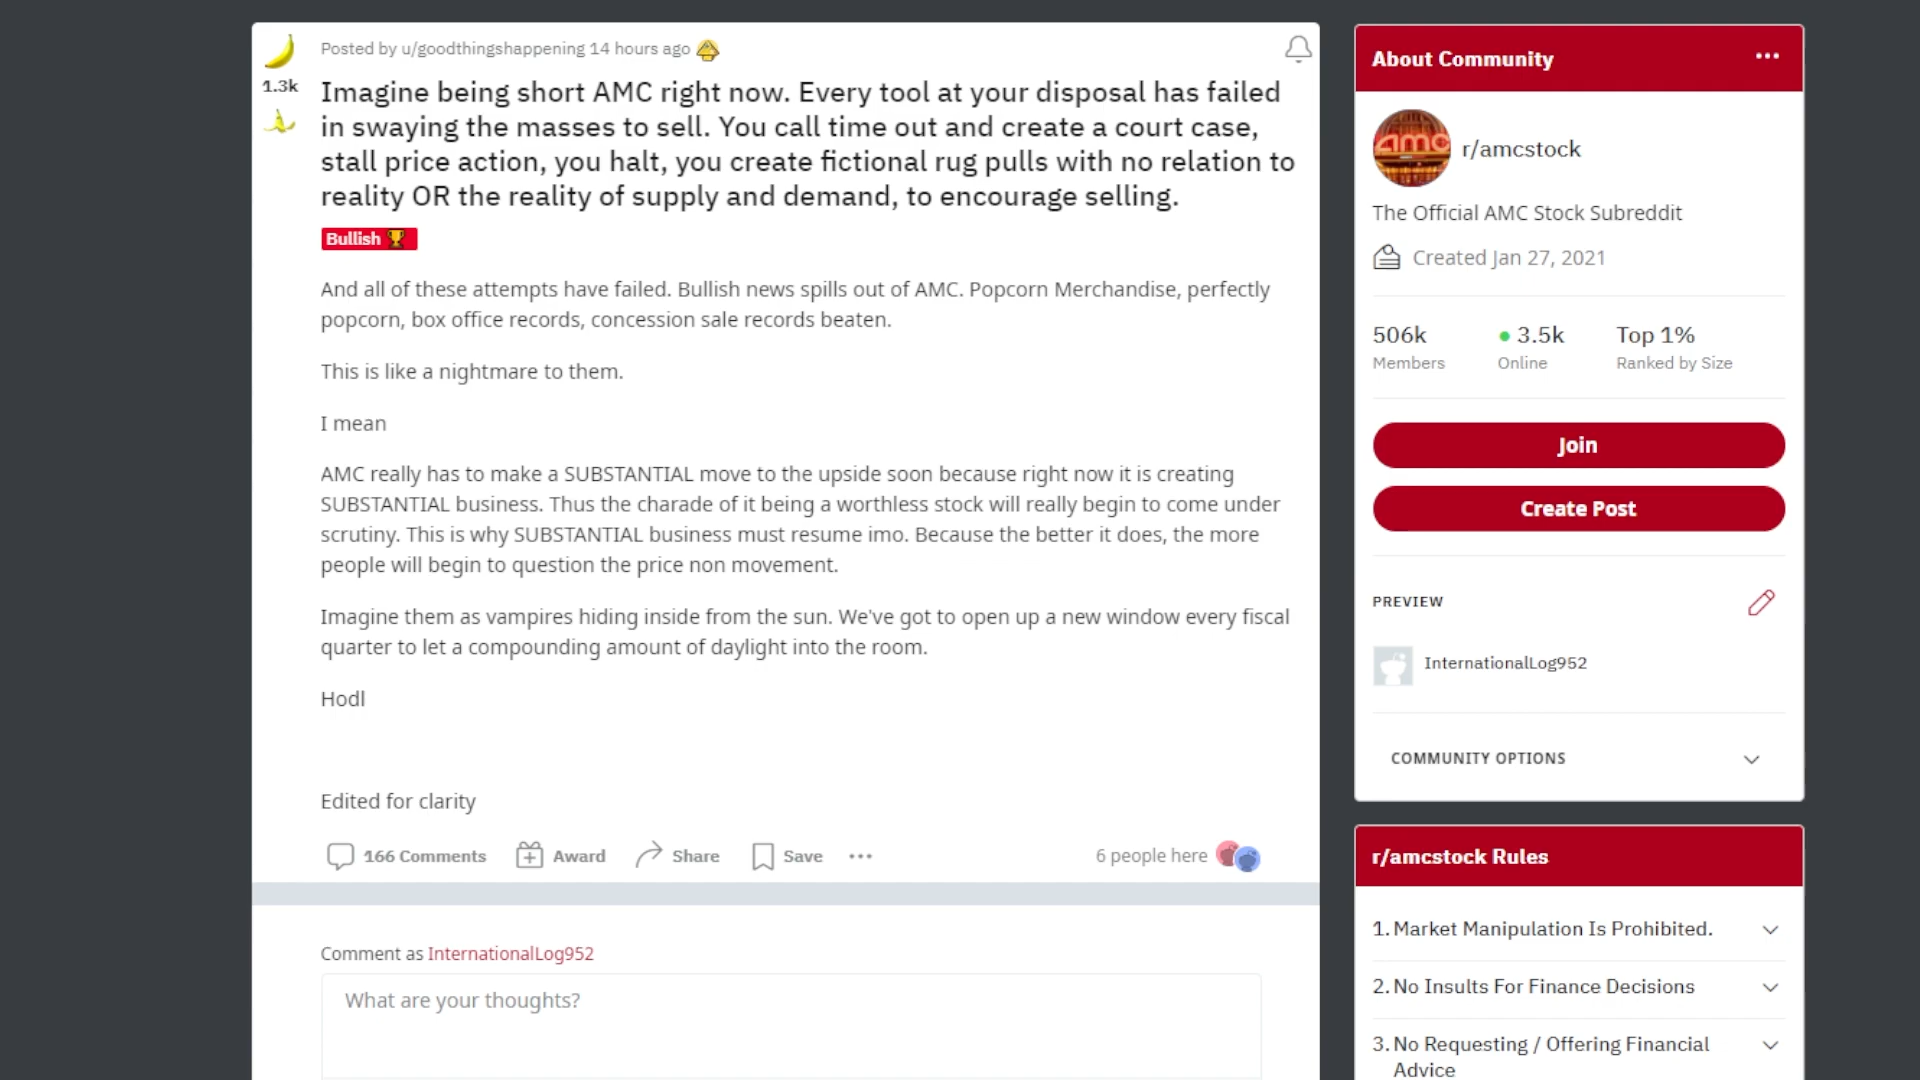 Posted by u/goodthingshappening 14 hours ago
1.3k
Imagine being short AMC right now. Every tool at your disposal has failed
in swaying the masses to sell. You call time out and create a court case,
stall price action, you halt, you create fictional rug pulls with no relation to
reality OR the reality of supply and demand, to encourage selling.
Bullish
And all of these attempts have failed. Bullish news spills out of AMC. Popcorn Merchandise, perfectly
popcorn, box office records, concession sale records beaten.
This is like a nightmare to them.
I mean
AMC really has to make a SUBSTANTIAL move to the upside soon because right now it is creating
SUBSTANTIAL business. Thus the charade of it being a worthless stock will really begin to come under
scrutiny. This is why SUBSTANTIAL business must resume imo. Because the better it does, the more
people will begin to question the price non movement.
Imagine them as vampires hiding inside from the sun. We've got to open up a new window every fiscal
quarter to let a compounding amount of daylight into the room.
Hodl
Edited for clarity
166 Comments Award Share Save
6 people here
Comment as InternationalLog952
What are your thoughts?
About Community
amc
r/amcstock
The Official AMC Stock Subreddit
Created Jan 27, 2021
506k 3.5k Top 1%
Members Online Ranked by Size
Join
Create Post
PREVIEW
InternationalLog952
COMMUNITY OPTIONS
r/amcstock Rules
1. Market Manipulation Is Prohibited.
2. No Insults For Finance Decisions
3. No Requesting / Offering Financial
Advice